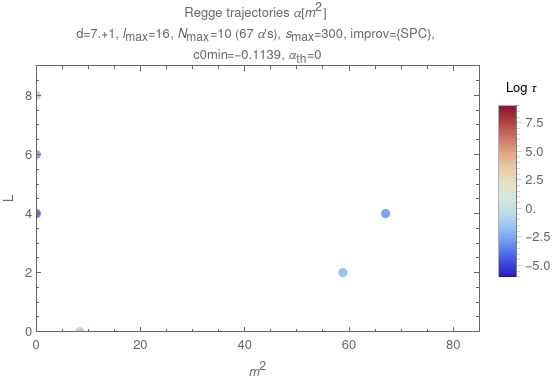 Regge trajectories α[m²]
d=7.+1, lmax=16, Nmax=10 (67 α's), smax=300, improv={SPC},
c0min=-0.1139, αth=0
Log τ
8
6
4
2
0
L
7.5
5.0
2.5
0.
-2.5
-5.0
0 20 40 60 80
m²